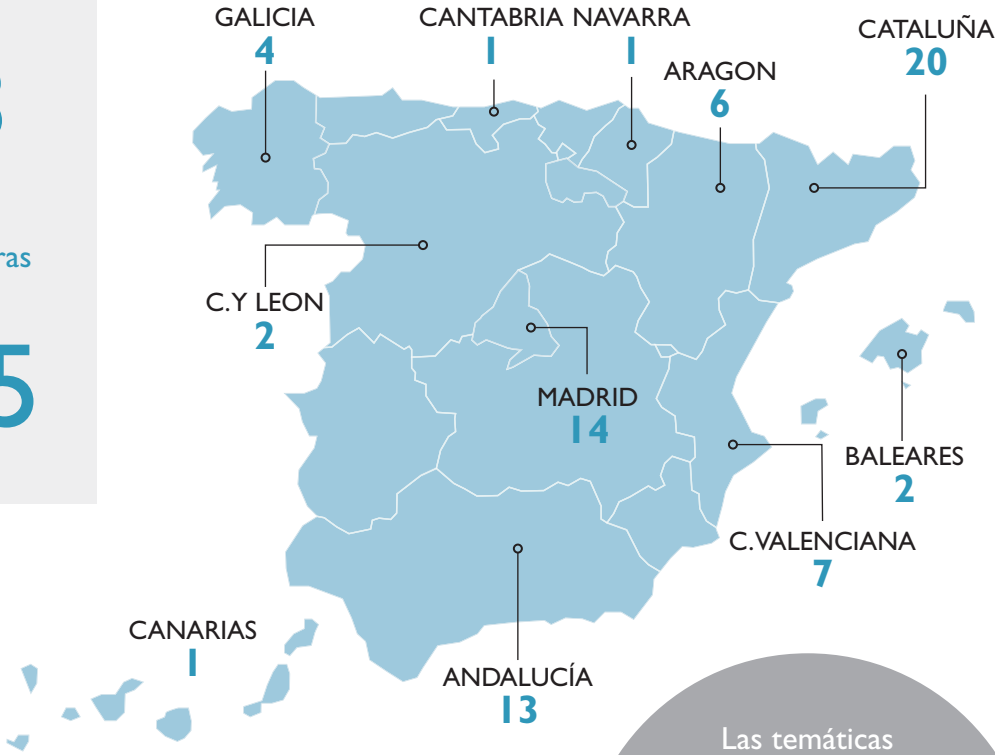 GALICIA
4
CANTABRIA
1
NAVARRA
1
ARAGON
6
CATALUÑA
20
C.Y LEON
2
MADRID
14
BALEARES
2
C. VALENCIANA
7
CANARIAS
1
ANDALUCÍA
13
5
Las temáticas